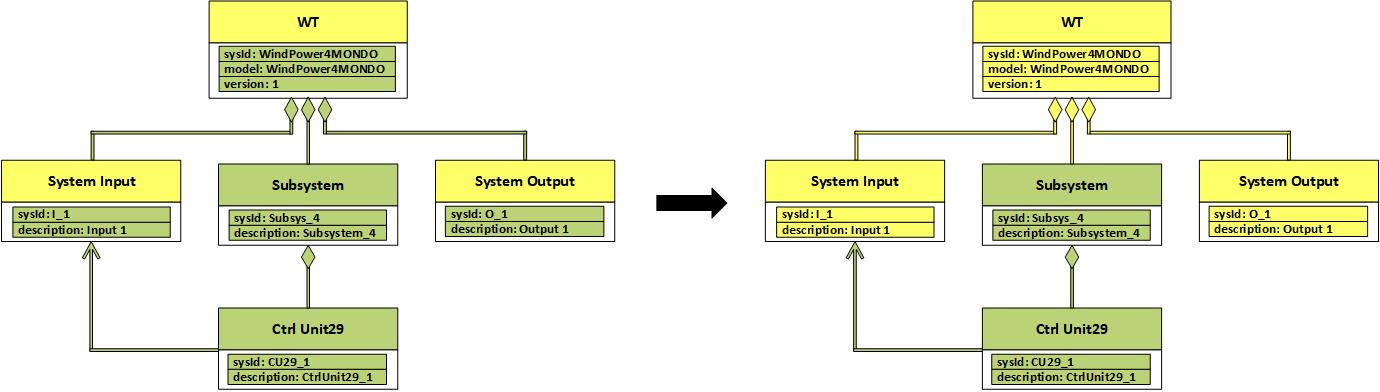 WT
sysId: WindPower4MONDO
model: WindPower4MONDO
version: 1
System Input
sysId: I_1
description: Input 1
Subsystem
sysId: Subsys_4
description: Subsystem_4
System Output
sysId: O_1
description: Output 1
Ctrl Unit29
sysId: CU29_1
description: CtrlUnit29_1
WT
sysId: WindPower4MONDO
model: WindPower4MONDO
version: 1
System Input
sysId: I_1
description: Input 1
Subsystem
sysId: Subsys_4
description: Subsystem_4
System Output
sysId: O_1
description: Output 1
Ctrl Unit29
sysId: CU29_1
description: CtrlUnit29_1